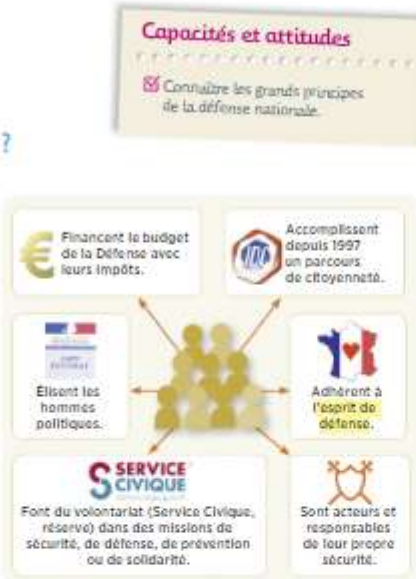 Capacités et attitudes
Connaître les grands principes
de la défense nationale.
?
Financent le budget
de la Défense avec
leurs impôts.
JDC
Accomplissent
depuis 1997
un parcours
de citoyenneté.
Élisent les
hommes
politiques.
Adhèrent à
l'esprit de
défense.
SERVICE
CIVIQUE
Font du volontariat (Service Civique,
réserve) dans des missions de
sécurité, de défense, de prévention
ou de solidarité.
Sont acteurs et
responsables
de leur propre
sécurité.